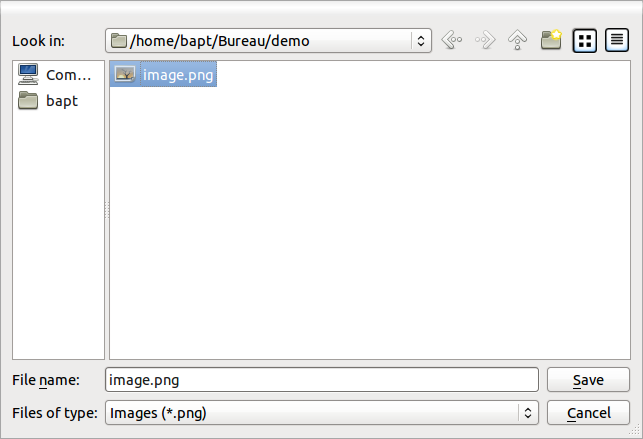 Look in: /home/bapt/Bureau/demo
Com... image.png
bapt
File name: image.png Save
Files of type: Images (*.png) Cancel